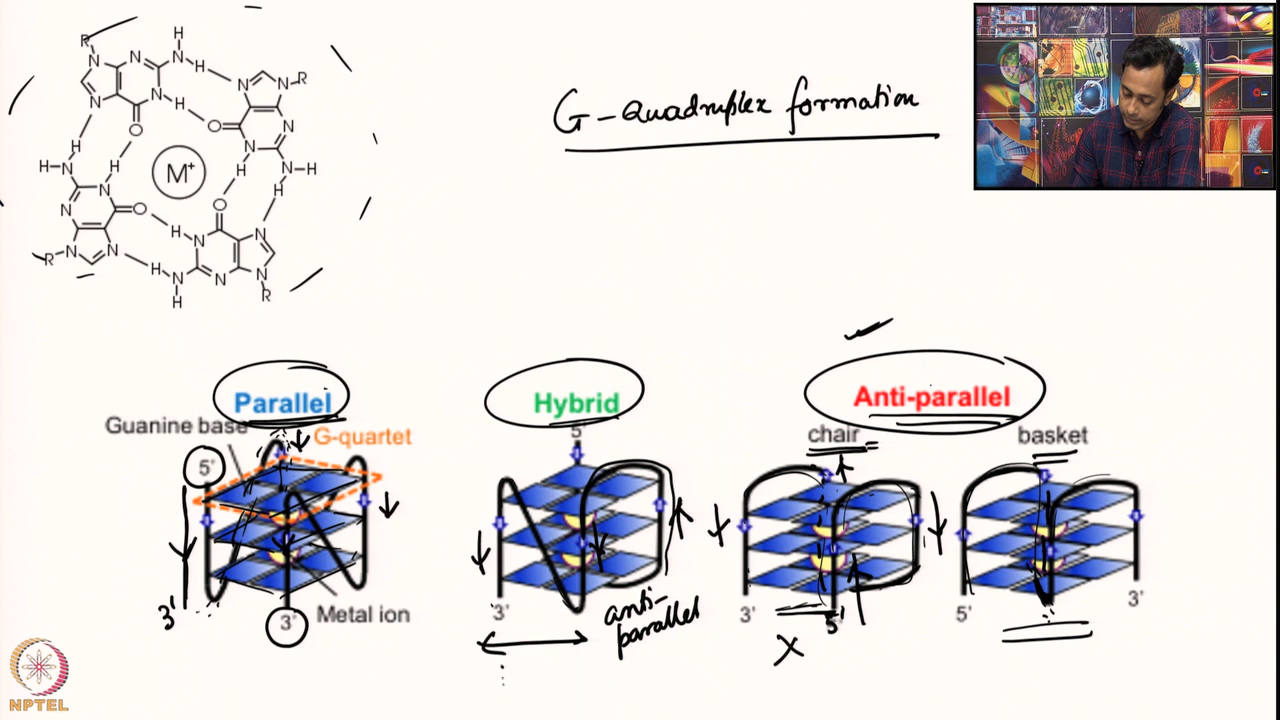 G-quadruplex formation
R N N H
H
N N R
N N H O N
O H N N
H H N H
H N H H
M+
N N O
N O H H N
R N N H N N N
H N N R
Parallel
Hybrid
Anti-parallel
Guanine base
G-quartet
5'
chair
basket
5'
3'
3'
Metal ion
3'
anti-
parallel
3'
5'
X
5'
3'
NPTEL